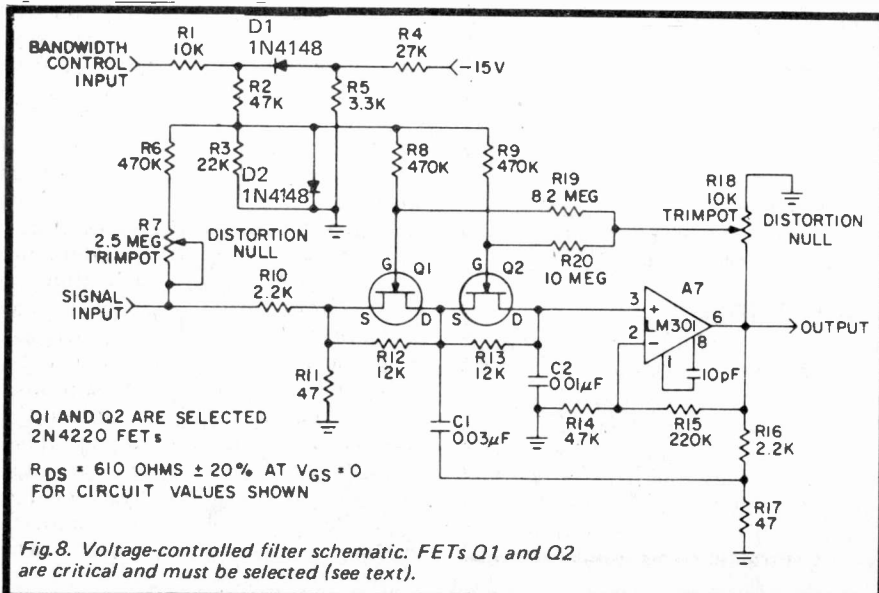 D1
1N4148
R1
10K
R4
27K
BANDWIDTH
CONTROL
INPUT
−15V
R2
47K
R5
3.3K
R6
470K
R3
22K
D2
1N4148
R8
470K
R9
470K
R19
8.2 MEG
R18
10K
TRIMPOT
DISTORTION
NULL
R7
2.5 MEG
TRIMPOT
DISTORTION
NULL
R20
10 MEG
SIGNAL
INPUT
R10
2.2K
G
Q1
G
Q2
S
D
S
D
A7
3
+
LM301
2
−
6
1
8
OUTPUT
10pF
R12
12K
R13
12K
R11
47
C2
0.01µF
C1
0.03µF
R14
4.7K
R15
220K
R16
2.2K
R17
47
Q1 AND Q2 ARE SELECTED
2N4220 FETs
RDS = 610 OHMS ± 20% AT VGS = 0
FOR CIRCUIT VALUES SHOWN
Fig.8. Voltage-controlled filter schematic. FETs Q1 and Q2
are critical and must be selected (see text).